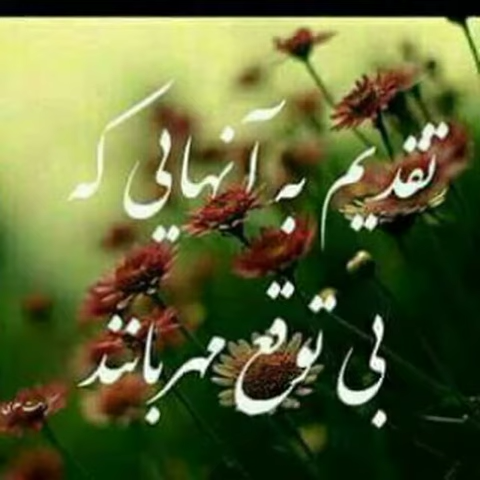 تقدیم به آنهایی که
بی توقع مهربانند